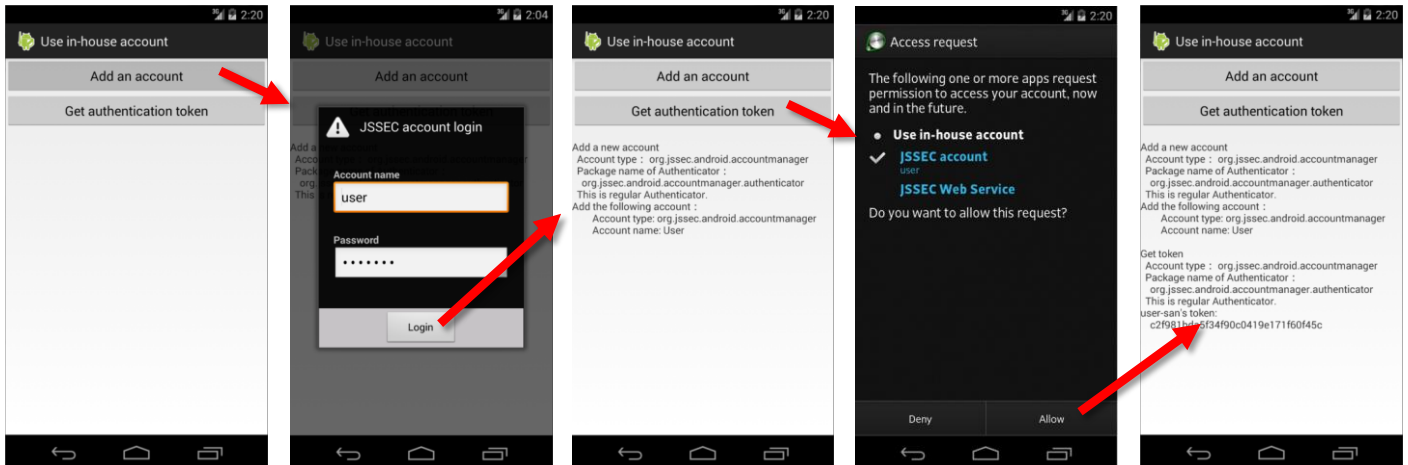 2:20
Use in-house account
Add an account
Get authentication token
2:04
Use in-house account
Add an account
JSSEC account login
Account name
user
Password
•••••••
Login
2:20
Use in-house account
Add an account
Get authentication token
Add a new account
Account type : org.jssec.android.accountmanager
Package name of Authenticator :
org.jssec.android.accountmanager.authenticator
This is regular Authenticator.
Add the following account :
Account type: org.jssec.android.accountmanager
Account name: User
2:20
Access request
The following one or more apps request
permission to access your account, now
and in the future.
• Use in-house account
JSSEC account
user
JSSEC Web Service
Do you want to allow this request?
Deny
Allow
2:20
Use in-house account
Add an account
Get authentication token
Add a new account
Account type : org.jssec.android.accountmanager
Package name of Authenticator :
org.jssec.android.accountmanager.authenticator
This is regular Authenticator.
Add the following account :
Account type: org.jssec.android.accountmanager
Account name: User
Get token
Account type : org.jssec.android.accountmanager
Package name of Authenticator :
org.jssec.android.accountmanager.authenticator
This is regular Authenticator.
user-san's token: